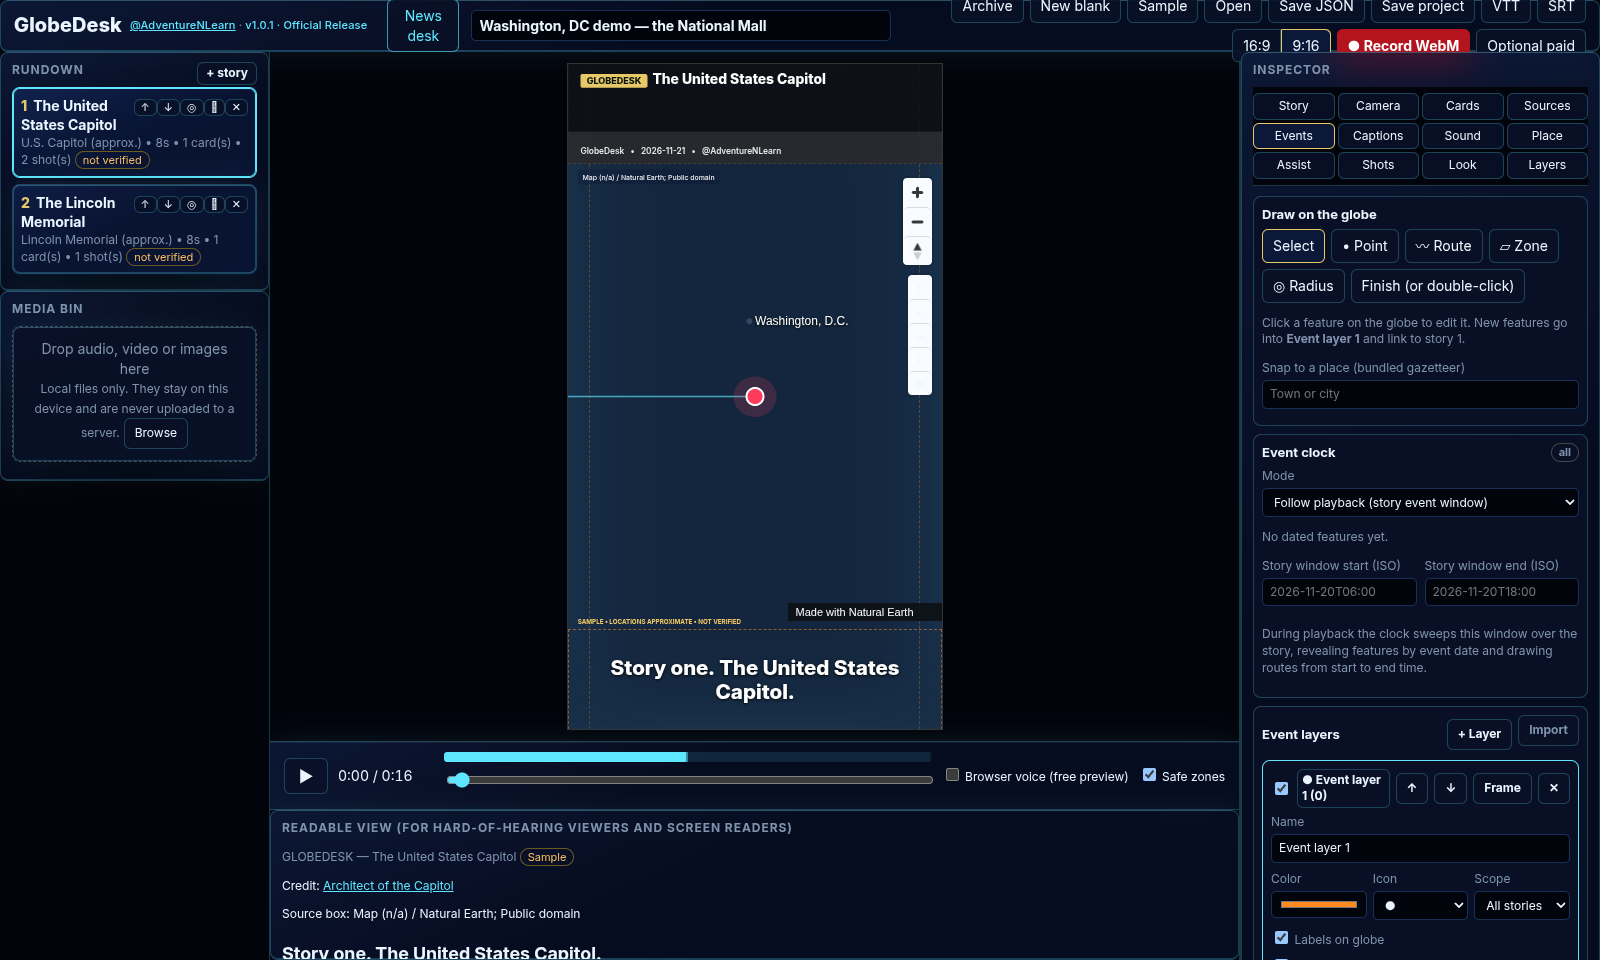 GlobeDesk @AdventureNLearn · v1.0.1 · Official Release
News desk
Washington, DC demo — the National Mall
Archive New blank Sample Open Save JSON Save project VTT SRT
16:9 9:16 Record WebM Optional paid
RUNDOWN + story
1 The United States Capitol
U.S. Capitol (approx.) • 8s • 1 card(s) •
2 shot(s) not verified
2 The Lincoln Memorial
Lincoln Memorial (approx.) • 8s • 1
card(s) • 1 shot(s) not verified
MEDIA BIN
Drop audio, video or images
here
Local files only. They stay on this
device and are never uploaded to a
server. Browse
GLOBEDESK The United States Capitol
GlobeDesk • 2026-11-21 • @AdventureNLearn
Map (n/a) / Natural Earth; Public domain
Washington, D.C.
Made with Natural Earth
SAMPLE • LOCATIONS APPROXIMATE • NOT VERIFIED
Story one. The United States
Capitol.
0:00 / 0:16
Browser voice (free preview) Safe zones
READABLE VIEW (FOR HARD-OF-HEARING VIEWERS AND SCREEN READERS)
GLOBEDESK — The United States Capitol Sample
Credit: Architect of the Capitol
Source box: Map (n/a) / Natural Earth; Public domain
Story one. The United States Capitol.
INSPECTOR
Story Camera Cards Sources
Events Captions Sound Place
Assist Shots Look Layers
Draw on the globe
Select • Point Route Zone
◎ Radius Finish (or double-click)
Click a feature on the globe to edit it. New features go
into Event layer 1 and link to story 1.
Snap to a place (bundled gazetteer)
Town or city
Event clock all
Mode
Follow playback (story event window)
No dated features yet.
Story window start (ISO) Story window end (ISO)
2026-11-20T06:00 2026-11-20T18:00
During playback the clock sweeps this window over the
story, revealing features by event date and drawing
routes from start to end time.
Event layers + Layer Import
● Event layer
1 (0) ↑ ↓ Frame ✕
Name
Event layer 1
Color Icon Scope
● All stories
Labels on globe